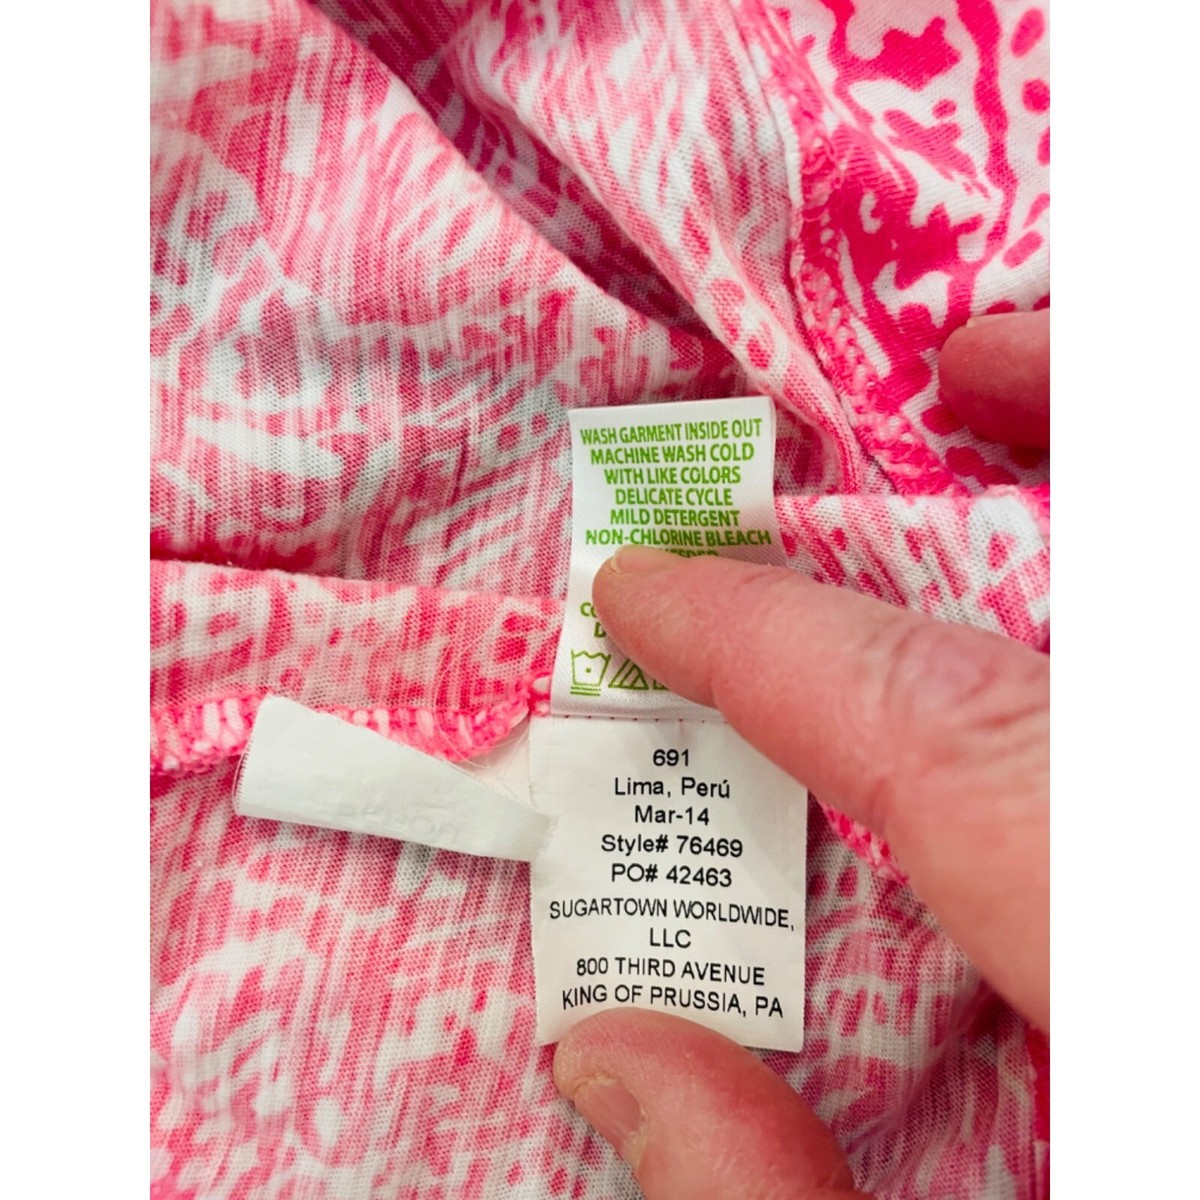 WASH GARMENT INSIDE OUT
MACHINE WASH COLD
WITH LIKE COLORS
DELICATE CYCLE
MILD DETERGENT
NON-CHLORINE BLEACH
691
Lima, Perú
Mar-14
Style# 76469
PO# 42463
SUGARTOWN WORLDWIDE,
LLC
800 THIRD AVENUE
KING OF PRUSSIA, PA